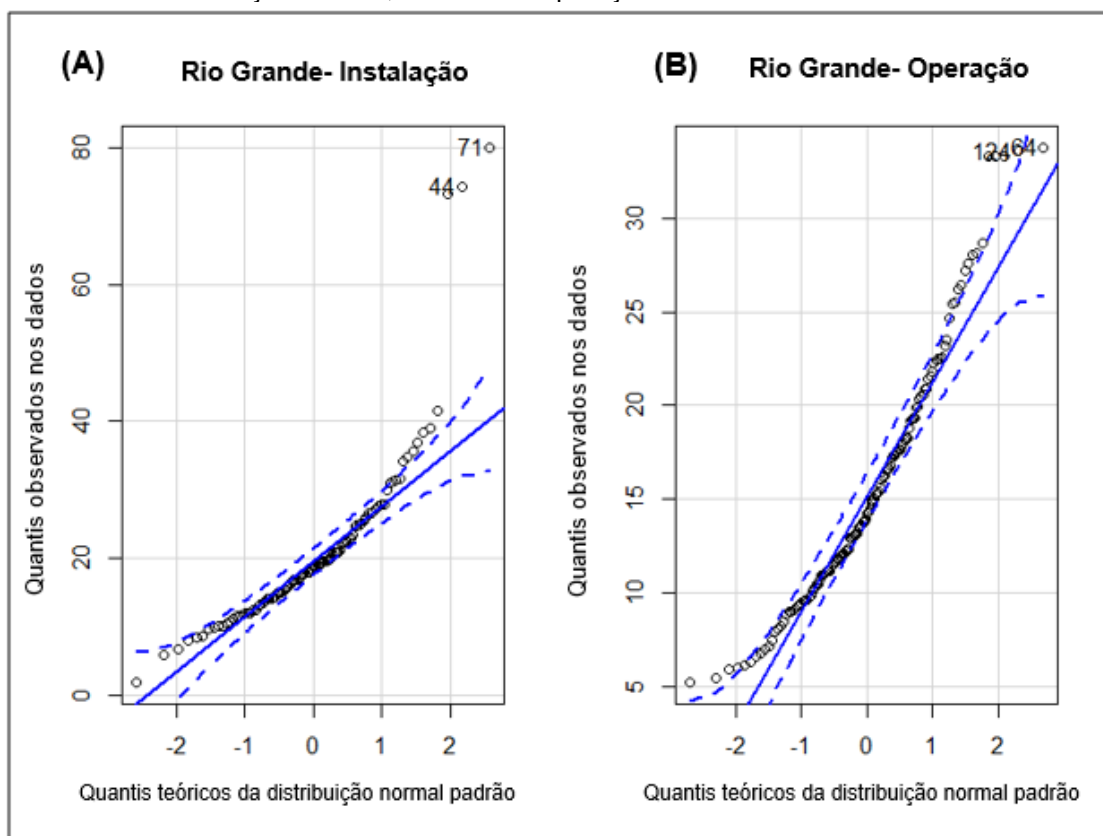 (A)
Rio Grande- Instalação
80
60
40
20
0
71
44
-2 -1 0 1 2
Quantis observados nos dados
Quantis teóricos da distribuição normal padrão
(B)
Rio Grande- Operação
30
25
20
15
10
5
64
-2 -1 0 1 2
Quantis observados nos dados
Quantis teóricos da distribuição normal padrão